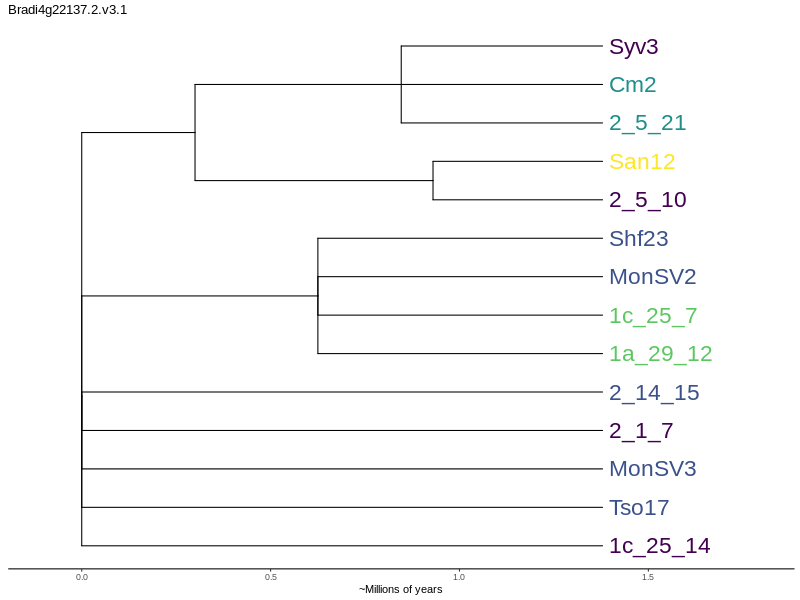 Bradi4g22137.2.v3.1
Syv3
Cm2
2_5_21
San12
2_5_10
Shf23
MonSV2
1c_25_7
1a_29_12
2_14_15
2_1_7
MonSV3
Tso17
1c_25_14
0.0 0.5 1.0 1.5
~Millions of years